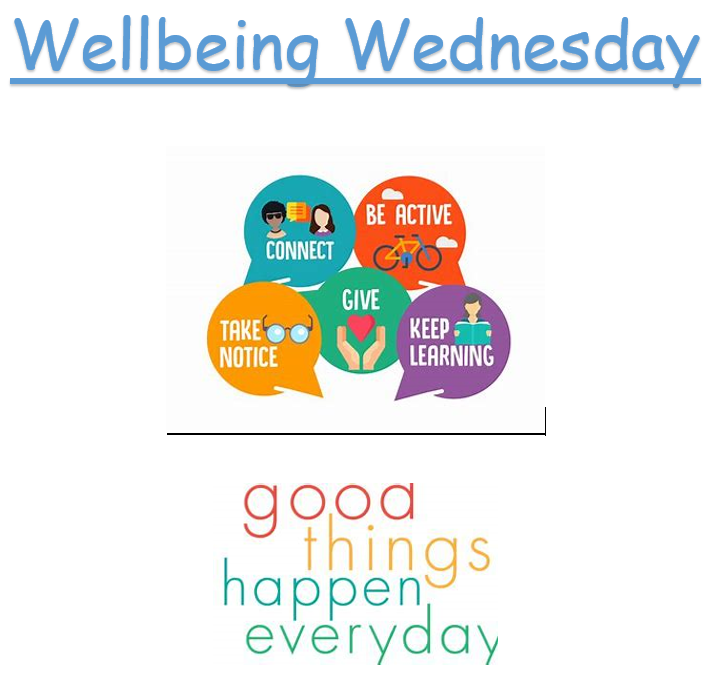 Wellbeing Wednesday
CONNECT
BE ACTIVE
TAKE
NOTICE
GIVE
KEEP
LEARNING
good
things
happen
everyday